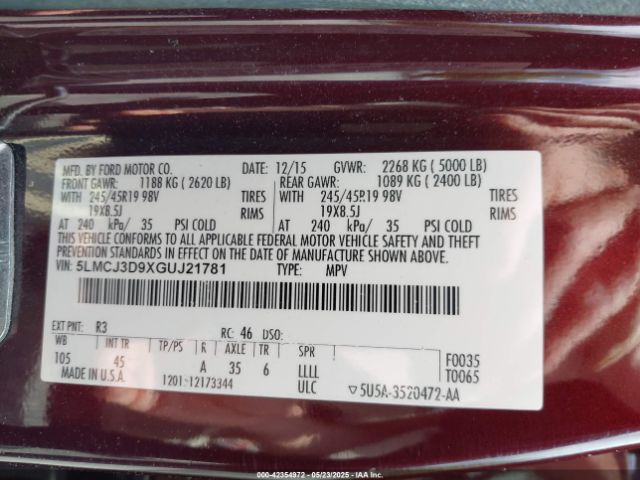 MFD. BY FORD MOTOR CO. DATE: 12/15 GVWR: 2268 KG ( 5000 LB)
FRONT GAWR: 1188 KG ( 2620 LB) REAR GAWR: 1089 KG ( 2400 LB)
WITH 245/45R19 98V TIRES WITH 245/45R19 98V TIRES
19X8.5J RIMS 19X8.5J RIMS
AT 240 kPa/ 35 PSI COLD AT 240 kPa/ 35 PSI COLD
THIS VEHICLE CONFORMS TO ALL APPLICABLE FEDERAL MOTOR VEHICLE SAFETY AND THEFT
PREVENTION STANDARDS IN EFFECT ON THE DATE OF MANUFACTURE SHOWN ABOVE.
VIN: 5LMCJ3D9XGUJ21781 TYPE: MPV
EXT PNT: R3 RC: 46 DSO:
WB INT TR TP/PS R AXLE TR SPR F0035
105 45 A 35 6 LLLL T0065
MADE IN U.S.A. 1201-12173344 ULC ▽5U5A-3520472-AA
000-42354972 - 05/23/2025 - IAAI.COM